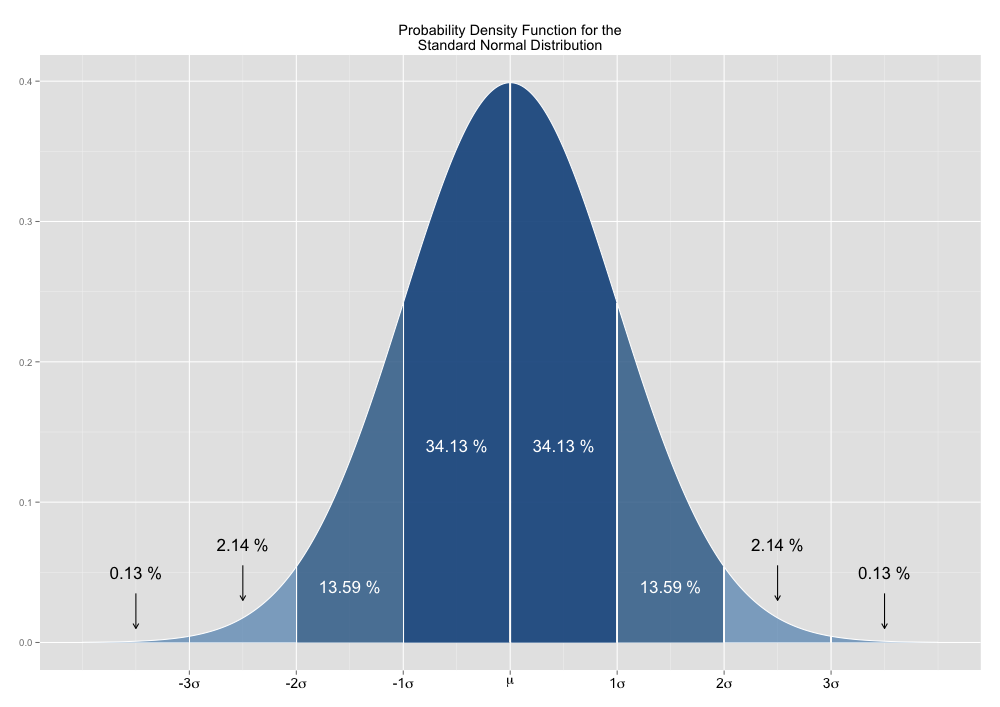 Probability Density Function for the
Standard Normal Distribution
0.4
0.3
0.2
0.1
0.0
34.13 %
34.13 %
2.14 %
2.14 %
0.13 %
0.13 %
13.59 %
13.59 %
-3σ
-2σ
-1σ
μ
1σ
2σ
3σ